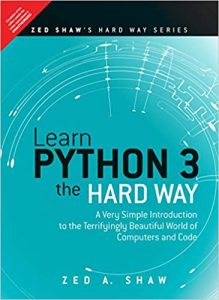 ZED SHAW'S HARD WAY SERIES
Learn
PYTHON 3
the HARD WAY
A Very Simple Introduction
to the Terrifyingly Beautiful World of
Computers and Code
ZED A. SHAW